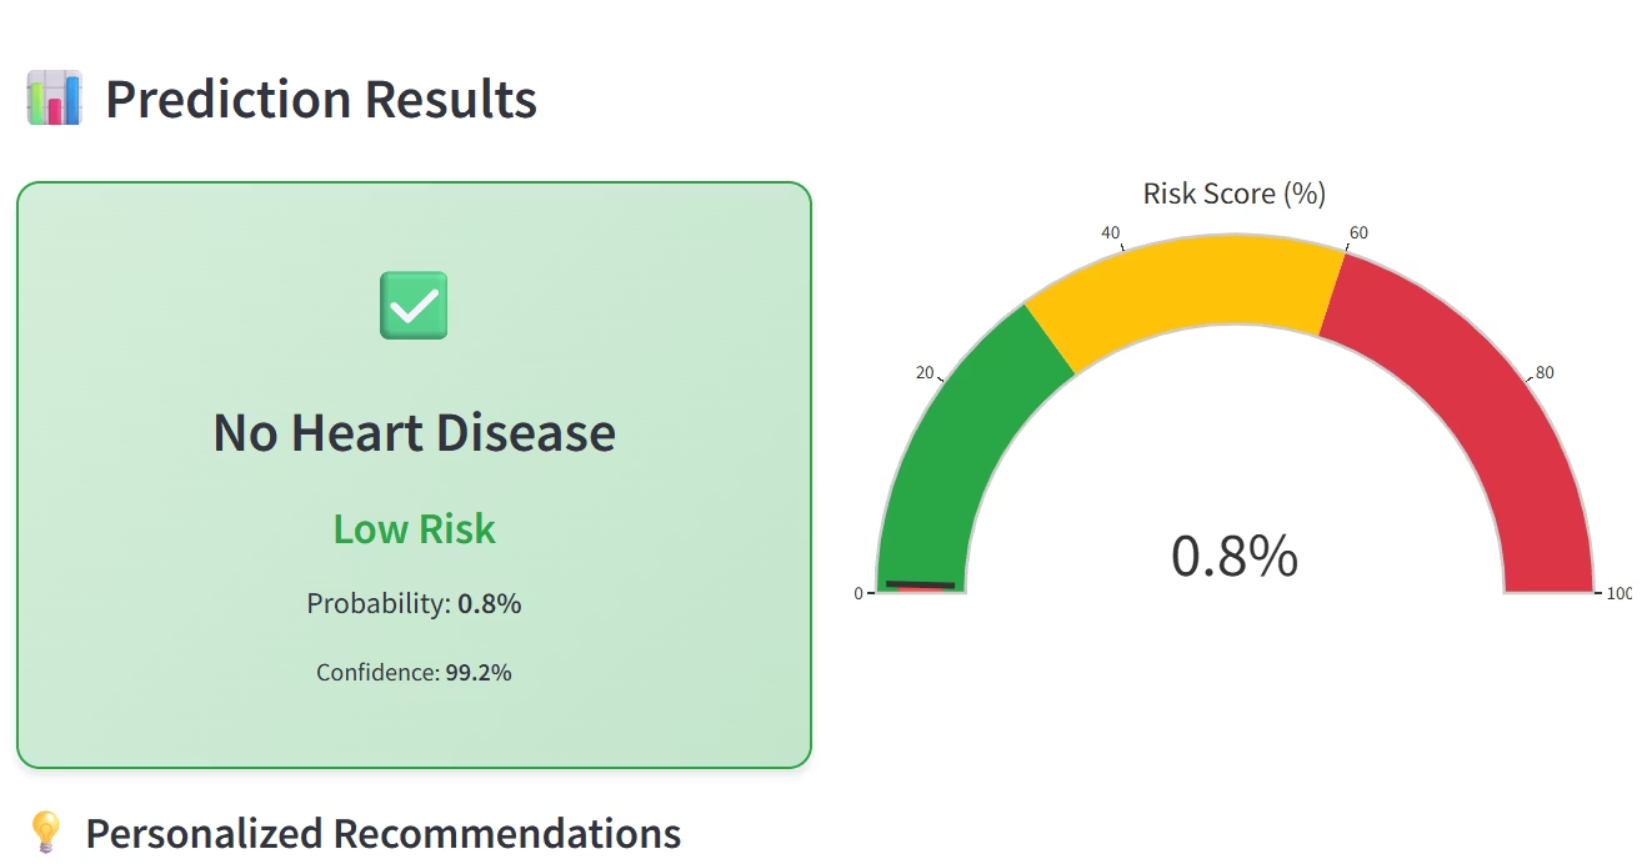 Prediction Results
No Heart Disease
Low Risk
Probability: 0.8%
Confidence: 99.2%
Risk Score (%)
0
20
40
60
80
100
0.8%
Personalized Recommendations